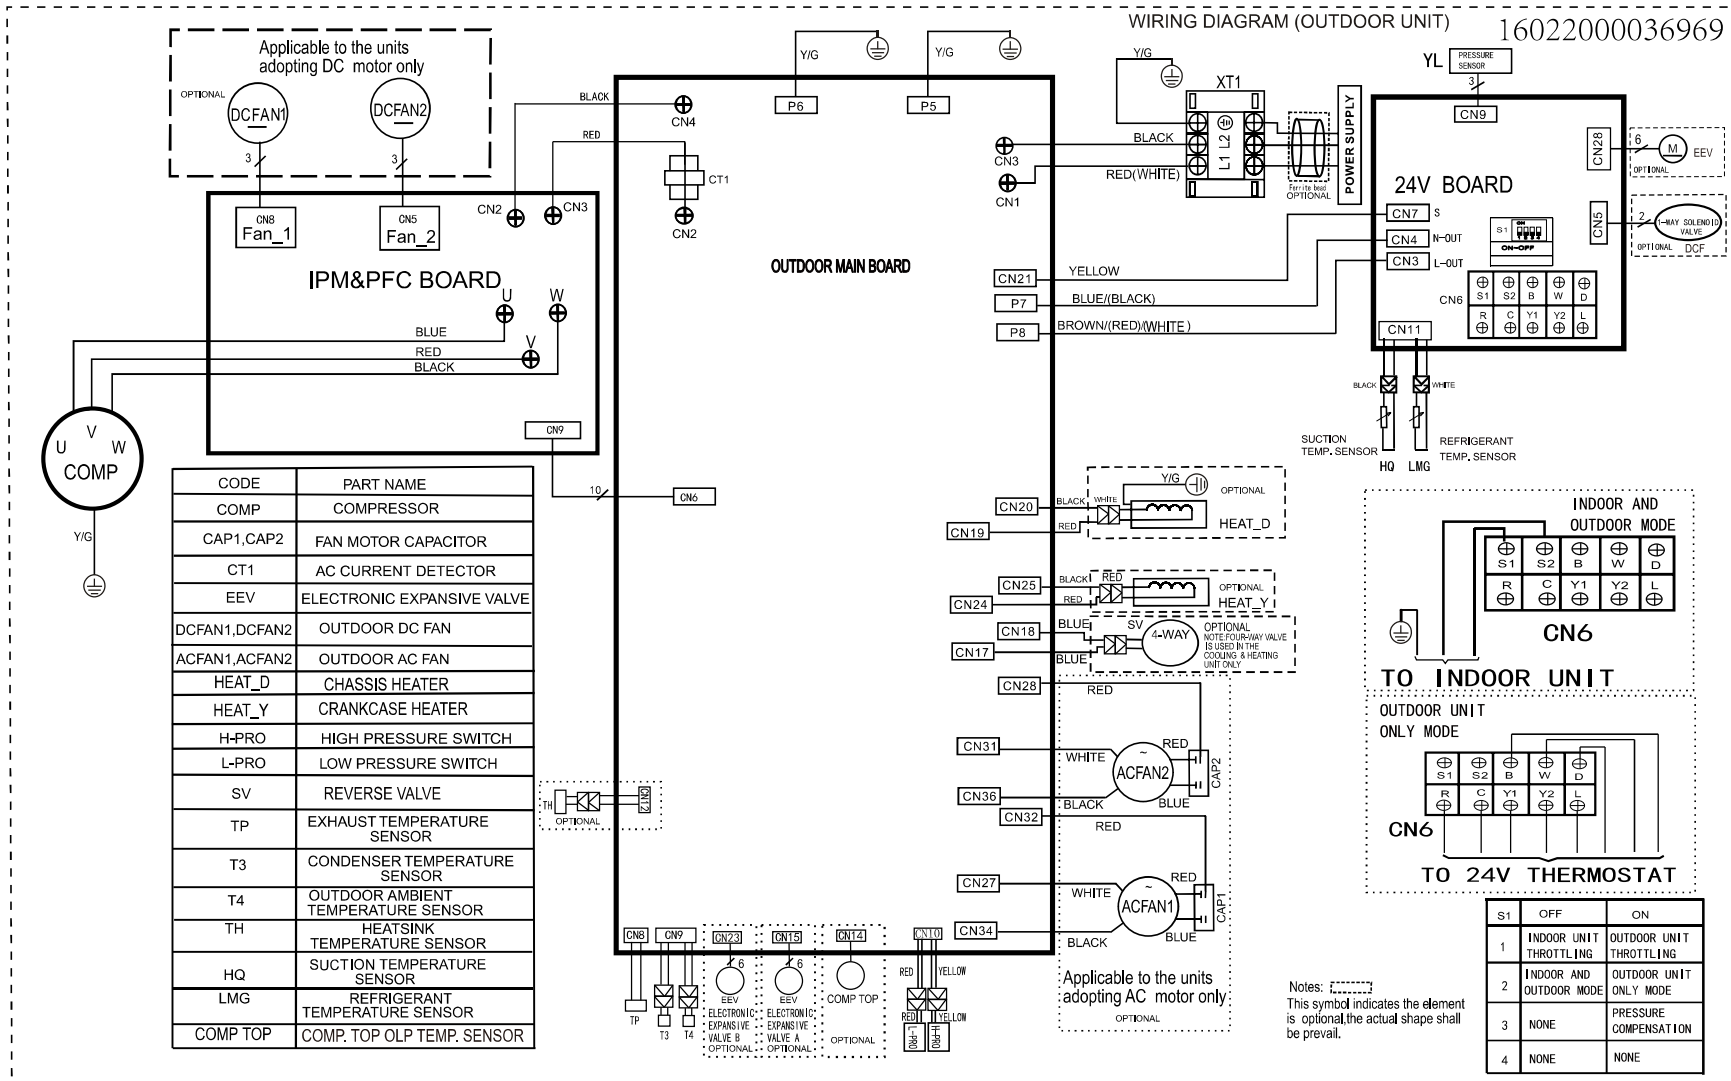 WIRING DIAGRAM (OUTDOOR UNIT)
16022000036969
Applicable to the units
adopting DC motor only
OPTIONAL
DCFAN1
DCFAN2
3
3
CN8
Fan_1
CN5
Fan_2
CN2
CN3
IPM&PFC BOARD
U
W
V
BLUE
RED
BLACK
CN9
10
U
V
W
COMP
Y/G
BLACK
RED
CN4
CT1
CN2
Y/G
P6
Y/G
P5
OUTDOOR MAIN BOARD
CN6
CN3
CN1
BLACK
RED(WHITE)
Y/G
XT1
L1 L2
Ferrite bead
OPTIONAL
POWER SUPPLY
YL
PRESSURE
SENSOR
3
CN9
24V BOARD
CN28
6
M
EEV
OPTIONAL
CN5
2
1-WAY SOLENOID
VALVE
OPTIONAL
DCF
CN7
S
CN4
N-OUT
CN3
L-OUT
S1
ON
1 2 3 4
ON-OFF
CN6
S1 S2 B W D
R C Y1 Y2 L
CN11
BLACK
WHITE
SUCTION
TEMP. SENSOR
HQ
LMG
REFRIGERANT
TEMP. SENSOR
CN21
YELLOW
P7
BLUE/(BLACK)
P8
BROWN/(RED)/(WHITE)
CN20
BLACK
WHITE
Y/G
OPTIONAL
CN19
RED
HEAT_D
CN25
BLACK
RED
OPTIONAL
CN24
RED
HEAT_Y
CN18
BLUE
SV
4-WAY
CN17
BLUE
OPTIONAL
NOTE:FOUR-WAY VALVE
IS USED IN THE
COOLING & HEATING
UNIT ONLY
CN28
RED
CN31
WHITE
RED
~
ACFAN2
CAP2
CN36
BLACK
BLUE
CN32
RED
CN27
WHITE
RED
~
ACFAN1
CAP1
CN34
BLACK
BLUE
Applicable to the units
adopting AC motor only
OPTIONAL
TH
CN12
OPTIONAL
CN8
CN9
CN23
CN15
CN14
CN10
TP
T3
T4
6
EEV
ELECTRONIC
EXPANSIVE
VALVE B
OPTIONAL
6
EEV
ELECTRONIC
EXPANSIVE
VALVE A
OPTIONAL
COMP TOP
OPTIONAL
RED
YELLOW
RED
YELLOW
L-PRO
H-PRO
CODE PART NAME
COMP COMPRESSOR
CAP1,CAP2 FAN MOTOR CAPACITOR
CT1 AC CURRENT DETECTOR
EEV ELECTRONIC EXPANSIVE VALVE
DCFAN1,DCFAN2 OUTDOOR DC FAN
ACFAN1,ACFAN2 OUTDOOR AC FAN
HEAT_D CHASSIS HEATER
HEAT_Y CRANKCASE HEATER
H-PRO HIGH PRESSURE SWITCH
L-PRO LOW PRESSURE SWITCH
SV REVERSE VALVE
TP EXHAUST TEMPERATURE
SENSOR
T3 CONDENSER TEMPERATURE
SENSOR
T4 OUTDOOR AMBIENT
TEMPERATURE SENSOR
TH HEATSINK
TEMPERATURE SENSOR
HQ SUCTION TEMPERATURE
SENSOR
LMG REFRIGERANT
TEMPERATURE SENSOR
COMP TOP COMP. TOP OLP TEMP. SENSOR
INDOOR AND
OUTDOOR MODE
S1 S2 B W D
R C Y1 Y2 L
CN6
TO INDOOR UNIT
OUTDOOR UNIT
ONLY MODE
S1 S2 B W D
R C Y1 Y2 L
CN6
TO 24V THERMOSTAT
Notes:
This symbol indicates the element
is optional,the actual shape shall
be prevail.
S1 OFF ON
1 INDOOR UNIT THROTTLING OUTDOOR UNIT THROTTLING
2 INDOOR AND OUTDOOR MODE OUTDOOR UNIT ONLY MODE
3 NONE PRESSURE COMPENSATION
4 NONE NONE